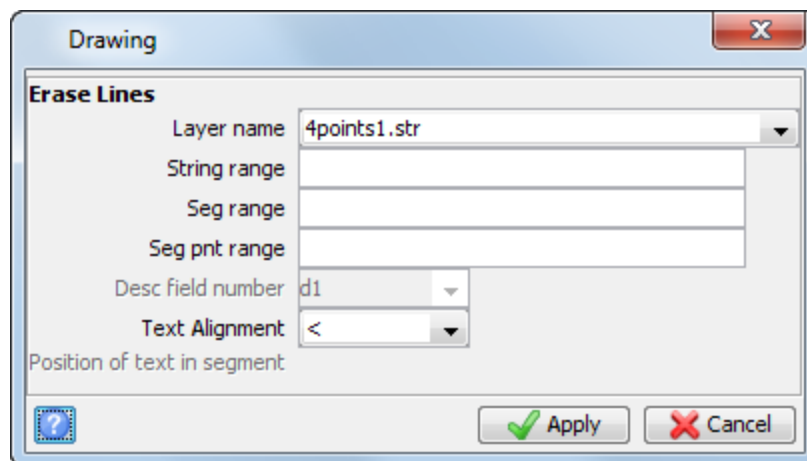 Drawing
Erase Lines
Layer name 4points1.str
String range
Seg range
Seg pnt range
Desc field number d1
Text Alignment <
Position of text in segment
? Apply Cancel